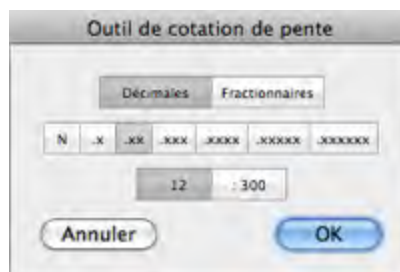 Outil de cotation de pente
Décimales Fractionnaires
N .x .xx .xxx .xxxx .xxxxx .xxxxxx
12 : 300
Annuler OK